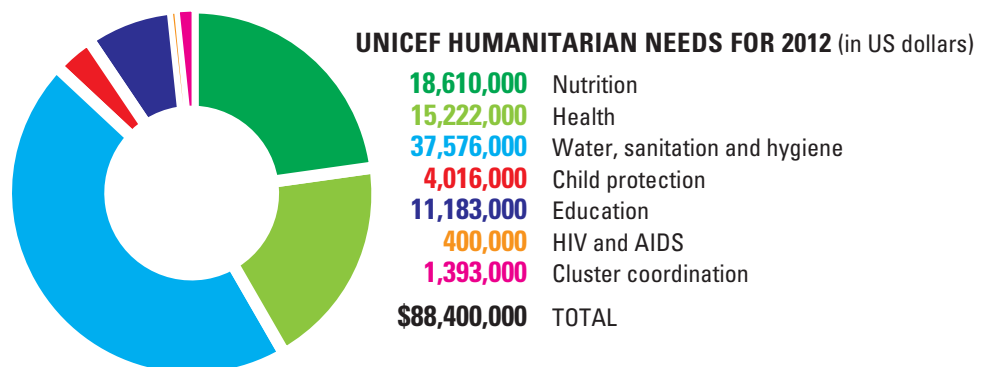 UNICEF HUMANITARIAN NEEDS FOR 2012 (in US dollars)
18,610,000 Nutrition
15,222,000 Health
37,576,000 Water, sanitation and hygiene
4,016,000 Child protection
11,183,000 Education
400,000 HIV and AIDS
1,393,000 Cluster coordination
$88,400,000 TOTAL